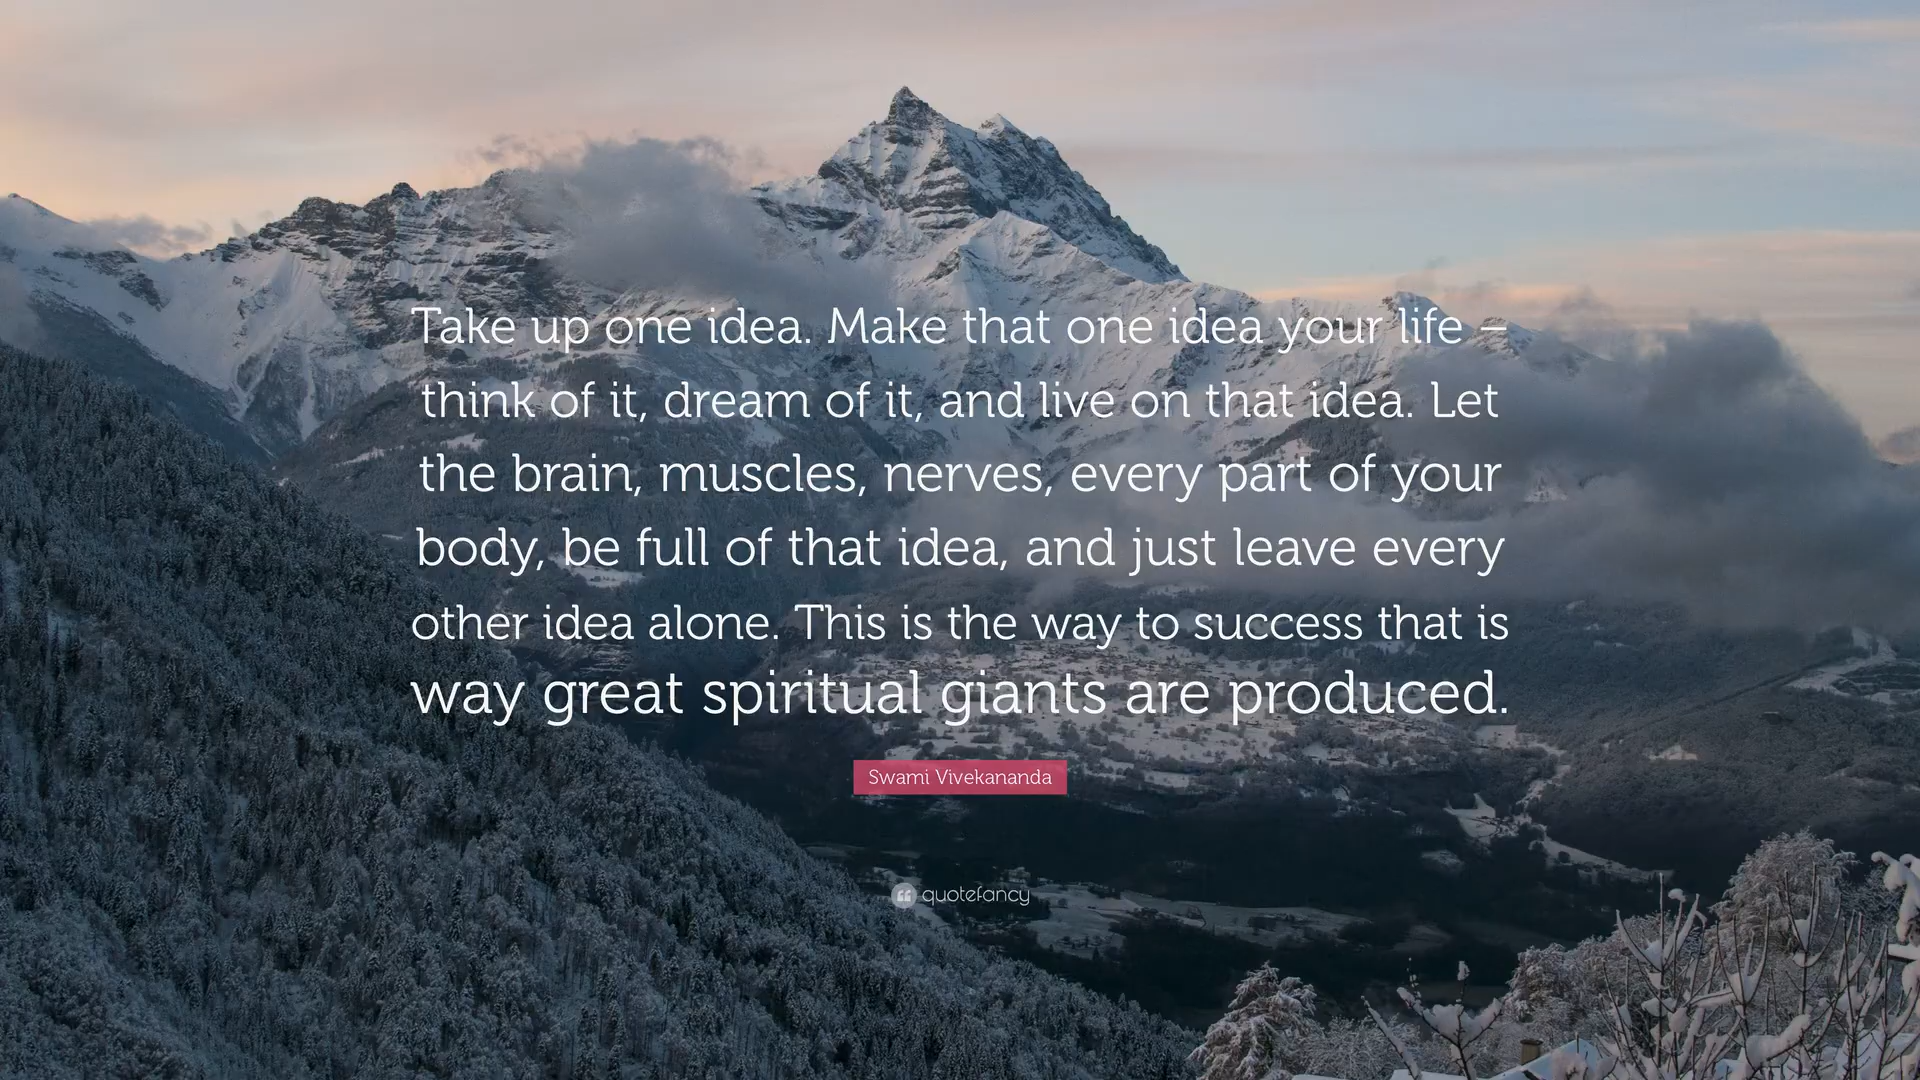 Take up one idea. Make that one idea your life –
think of it, dream of it, and live on that idea. Let
the brain, muscles, nerves, every part of your
body, be full of that idea, and just leave every
other idea alone. This is the way to success that is
way great spiritual giants are produced.
Swami Vivekananda
quotefancy